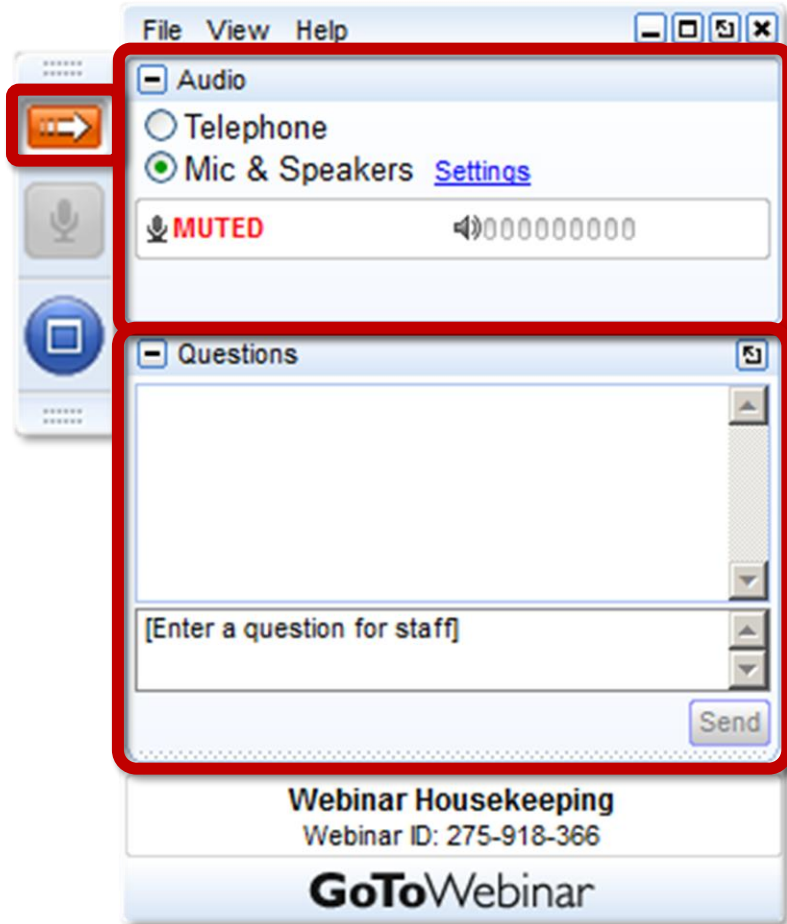 File View Help
Audio
Telephone
Mic & Speakers Settings
MUTED
Questions
[Enter a question for staff]
Send
Webinar Housekeeping
Webinar ID: 275-918-366
GoToWebinar